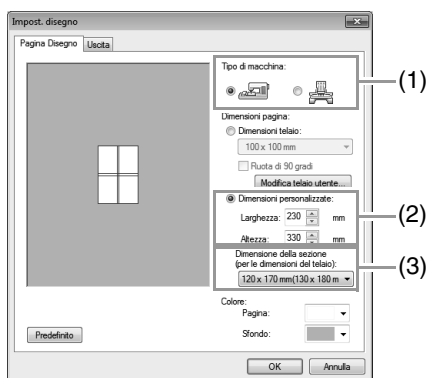 Impost. disegno
Pagina Disegno
Uscita
Tipo di macchina:
(1)
Dimensioni pagina:
Dimensioni telaio:
100 x 100 mm
Ruota di 90 gradi
Modifica telaio utente...
Dimensioni personalizzate:
Larghezza: 230 mm
(2)
Altezza: 330 mm
Dimensione della sezione
(per le dimensioni del telaio):
(3)
120 x 170 mm(130 x 180 m
Colore:
Pagina:
Predefinito
Sfondo:
OK
Annulla